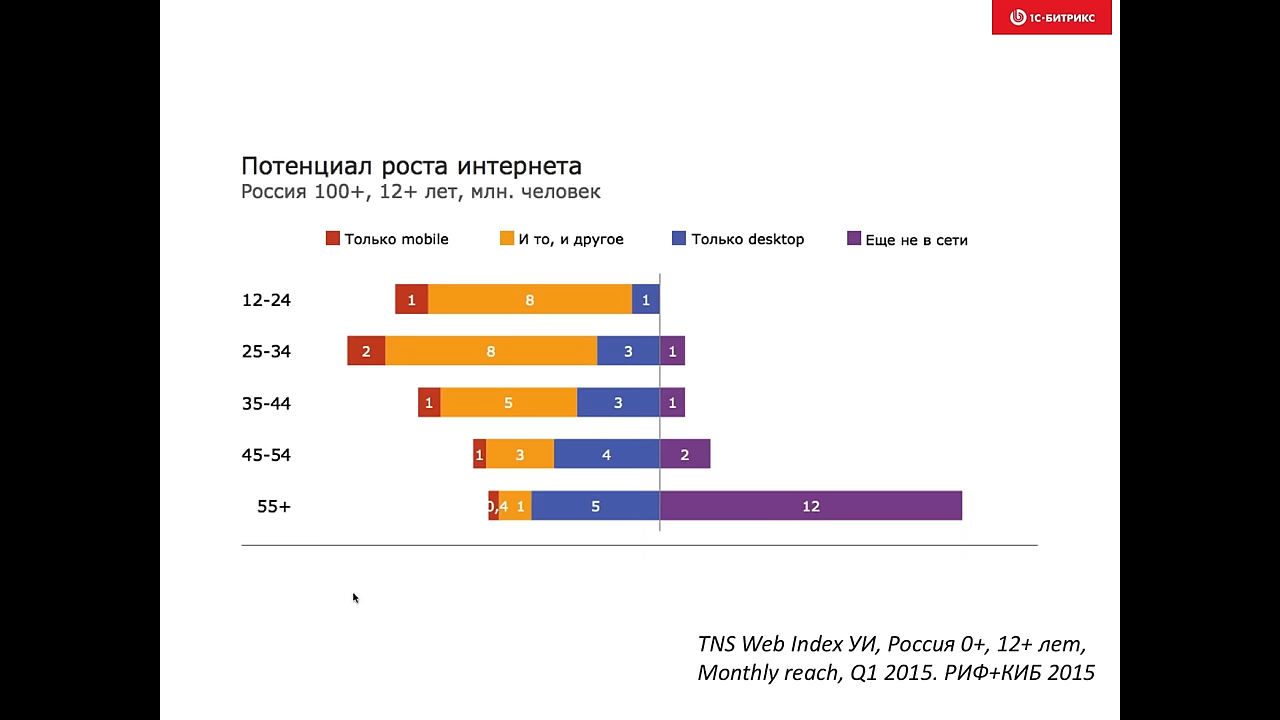 1С-БИТРИКС
Потенциал роста интернета
Россия 100+, 12+ лет, млн. человек
Только mobile И то, и другое Только desktop Еще не в сети
12-24 1 8 1
25-34 2 8 3 1
35-44 1 5 3 1
45-54 1 3 4 2
55+ 0,4 1 5 12
TNS Web Index УИ, Россия 0+, 12+ лет,
Monthly reach, Q1 2015. РИФ+КИБ 2015